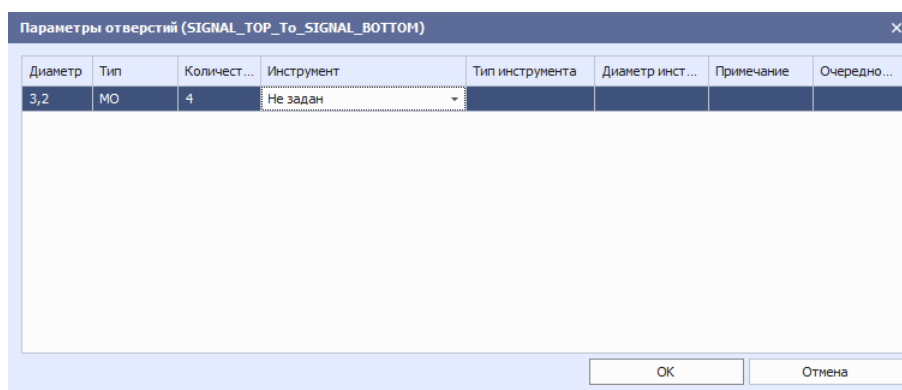 Параметры отверстий (SIGNAL_TOP_To_SIGNAL_BOTTOM)
Диаметр Тип Количест... Инструмент Тип инструмента Диаметр инст... Примечание Очередно...
3,2 МО 4 Не задан
ОК Отмена